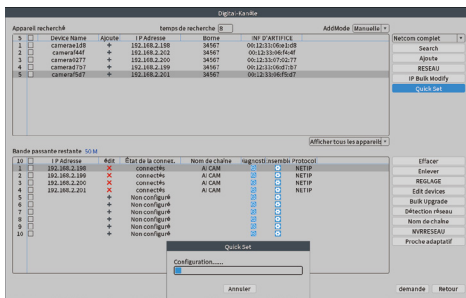 Digital-Kanāle
Appareil recherché temps de recherche 8 AddMode Manuelle
5 Device Name Ajoute I P Adresse Borne INF D'ARTIFICE
1 camerae1d8 + 192.168.2.198 34567 00:12:33:06:e1:d8
2 cameraf44f + 192.168.2.202 34567 00:12:33:06:f4:4f
3 camera0277 + 192.168.2.200 34567 00:12:33:07:02:77
4 camerad7b7 + 192.168.2.199 34567 00:12:33:06:d7:b7
5 cameraf5d7 + 192.168.2.201 34567 00:12:33:06:f5:d7
Netcom complet
Search
Ajoute
RESEAU
IP Bulk Modify
Quick Set
Afficher tous les appareils
Bande passante restante 50 M
10 I P Adresse édit État de la connex. Nom de chaîne iagnosti nsemble Protocol
1 192.168.2.198 connectés AI CAM NETIP
2 192.168.2.199 connectés AI CAM NETIP
3 192.168.2.200 connectés AI CAM NETIP
4 192.168.2.201 connectés AI CAM NETIP
5 + Non configuré
6 + Non configuré
7 + Non configuré
8 + Non configuré
9 + Non configuré
10 + Non configuré
Effacer
Enlever
REGLAGE
Edit devices
Bulk Upgrade
Détection réseau
Nom de chaîne
NVRRESEAU
Proche adaptatif
Quick Set
Configuration......
Annsler
demande Retour